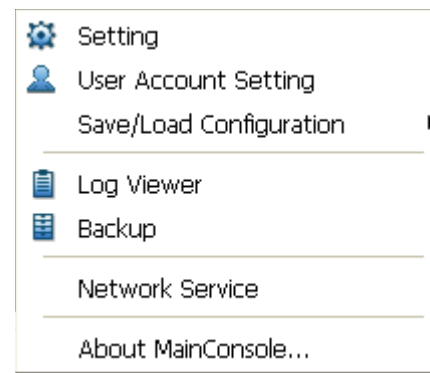 Setting
User Account Setting
Save/Load Configuration
Log Viewer
Backup
Network Service
About MainConsole...